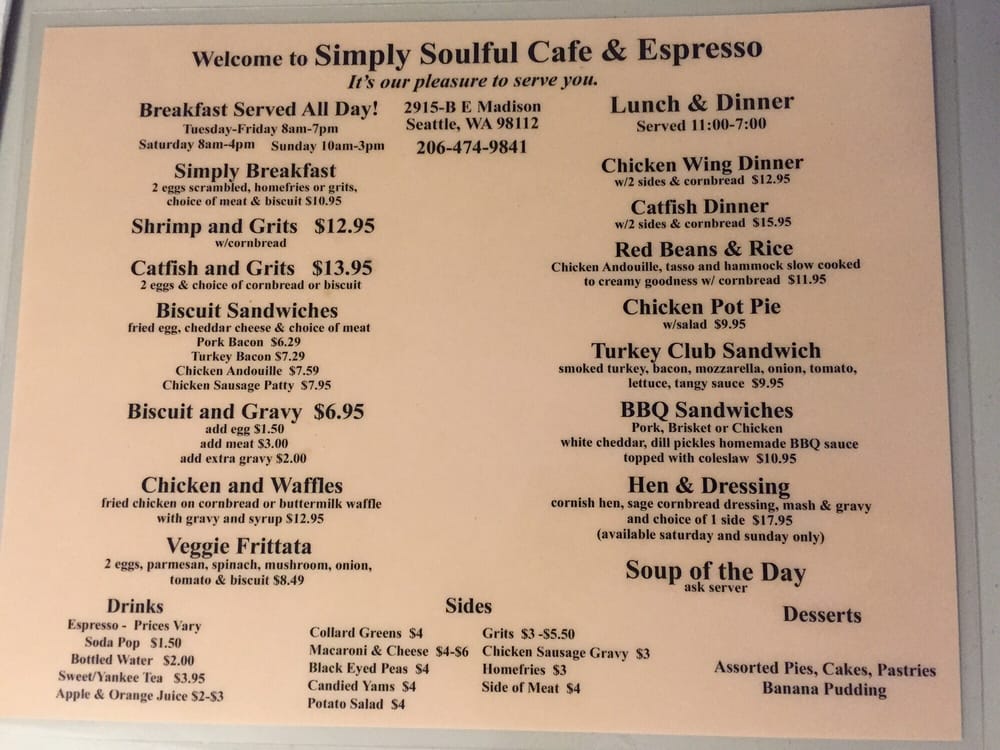 Welcome to Simply Soulful Cafe & Espresso
It's our pleasure to serve you.
Breakfast Served All Day!
Tuesday-Friday 8am-7pm
Saturday 8am-4pm Sunday 10am-3pm
2915-B E Madison
Seattle, WA 98112
206-474-9841
Simply Breakfast
2 eggs scrambled, homefries or grits,
choice of meat & biscuit $10.95
Shrimp and Grits $12.95
w/cornbread
Catfish and Grits $13.95
2 eggs & choice of cornbread or biscuit
Biscuit Sandwiches
fried egg, cheddar cheese & choice of meat
Pork Bacon $6.29
Turkey Bacon $7.29
Chicken Andouille $7.59
Chicken Sausage Patty $7.95
Biscuit and Gravy $6.95
add egg $1.50
add meat $3.00
add extra gravy $2.00
Chicken and Waffles
fried chicken on cornbread or buttermilk waffle
with gravy and syrup $12.95
Veggie Frittata
2 eggs, parmesan, spinach, mushroom, onion,
tomato & biscuit $8.49
Lunch & Dinner
Served 11:00-7:00
Chicken Wing Dinner
w/2 sides & cornbread $12.95
Catfish Dinner
w/2 sides & cornbread $15.95
Red Beans & Rice
Chicken Andouille, tasso and hammock slow cooked
to creamy goodness w/ cornbread $11.95
Chicken Pot Pie
w/salad $9.95
Turkey Club Sandwich
smoked turkey, bacon, mozzarella, onion, tomato,
lettuce, tangy sauce $9.95
BBQ Sandwiches
Pork, Brisket or Chicken
white cheddar, dill pickles homemade BBQ sauce
topped with coleslaw $10.95
Hen & Dressing
cornish hen, sage cornbread dressing, mash & gravy
and choice of 1 side $17.95
(available saturday and sunday only)
Soup of the Day
ask server
Drinks
Espresso - Prices Vary
Soda Pop $1.50
Bottled Water $2.00
Sweet/Yankee Tea $3.95
Apple & Orange Juice $2-$3
Sides
Collard Greens $4
Macaroni & Cheese $4-$6
Black Eyed Peas $4
Candied Yams $4
Potato Salad $4
Grits $3 -$5.50
Chicken Sausage Gravy $3
Homefries $3
Side of Meat $4
Desserts
Assorted Pies, Cakes, Pastries
Banana Pudding